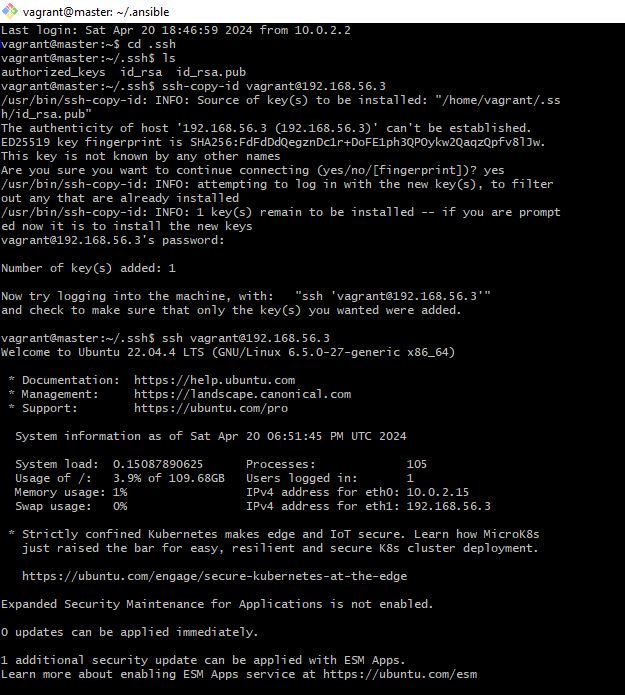 vagrant@master: ~/.ansible
Last login: Sat Apr 20 18:46:59 2024 from 10.0.2.2
vagrant@master:~$ cd .ssh
vagrant@master:~/.ssh$ ls
authorized_keys  id_rsa  id_rsa.pub
vagrant@master:~/.ssh$ ssh-copy-id vagrant@192.168.56.3
/usr/bin/ssh-copy-id: INFO: Source of key(s) to be installed: "/home/vagrant/.ss
h/id_rsa.pub"
The authenticity of host '192.168.56.3 (192.168.56.3)' can't be established.
ED25519 key fingerprint is SHA256:FdFdDdQegznDc1r+DoFE1ph3QPOykw2QaqzQpfv8lJw.
This key is not known by any other names
Are you sure you want to continue connecting (yes/no/[fingerprint])? yes
/usr/bin/ssh-copy-id: INFO: attempting to log in with the new key(s), to filter
out any that are already installed
/usr/bin/ssh-copy-id: INFO: 1 key(s) remain to be installed -- if you are prompt
ed now it is to install the new keys
vagrant@192.168.56.3's password:
Number of key(s) added: 1
Now try logging into the machine, with:   "ssh 'vagrant@192.168.56.3'"
and check to make sure that only the key(s) you wanted were added.
vagrant@master:~/.ssh$ ssh vagrant@192.168.56.3
Welcome to Ubuntu 22.04.4 LTS (GNU/Linux 6.5.0-27-generic x86_64)
* Documentation:  https://help.ubuntu.com
* Management:     https://landscape.canonical.com
* Support:        https://ubuntu.com/pro
System information as of Sat Apr 20 06:51:45 PM UTC 2024
System load:  0.15087890625      Processes:             105
Usage of /:   3.9% of 109.68GB   Users logged in:       1
Memory usage: 1%                 IPv4 address for eth0: 10.0.2.15
Swap usage:   0%                 IPv4 address for eth1: 192.168.56.3
* Strictly confined Kubernetes makes edge and IoT secure. Learn how MicroK8s
just raised the bar for easy, resilient and secure K8s cluster deployment.
https://ubuntu.com/engage/secure-kubernetes-at-the-edge
Expanded Security Maintenance for Applications is not enabled.
0 updates can be applied immediately.
1 additional security update can be applied with ESM Apps.
Learn more about enabling ESM Apps service at https://ubuntu.com/esm